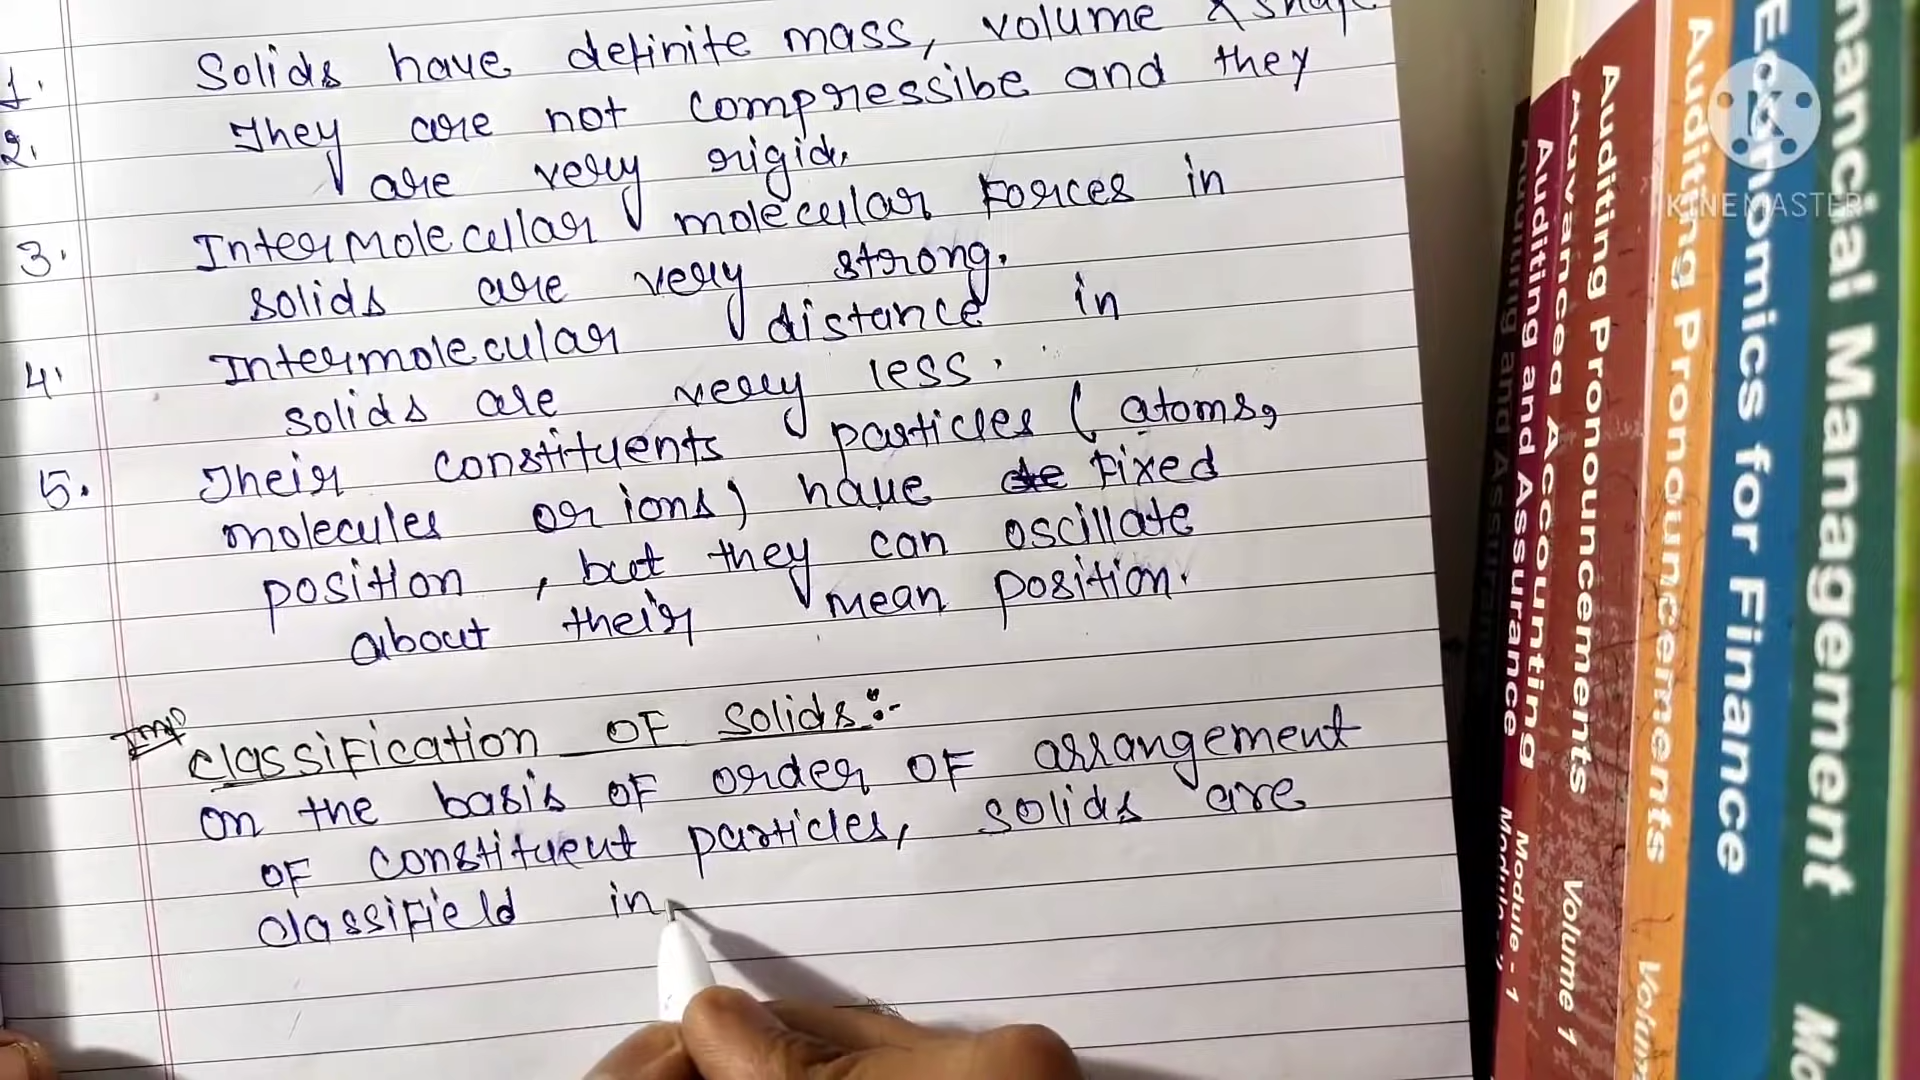 1. Solids have definite mass, volume & shape
2. They are not compressibe and they
are very rigid.
3. Intermolecular molecular Forces in
solids are very strong.
4. Intermolecular distance in
solids are very less.
5. Their constituents particles ( atoms,
molecules or ions) have de Fixed
position , but they can oscillate
about their mean position.
Imp
Classification OF Solids:-
On the basis OF order OF arrangement
OF constituent particles, solids are
classifield in
Auditing and Assurance
Auditing and Assurance Module - 1
Advanced Accounting
Auditing Pronouncements Volume 1
Auditing Pronouncements
Economics for Finance
nancial Management
KINEMASTER